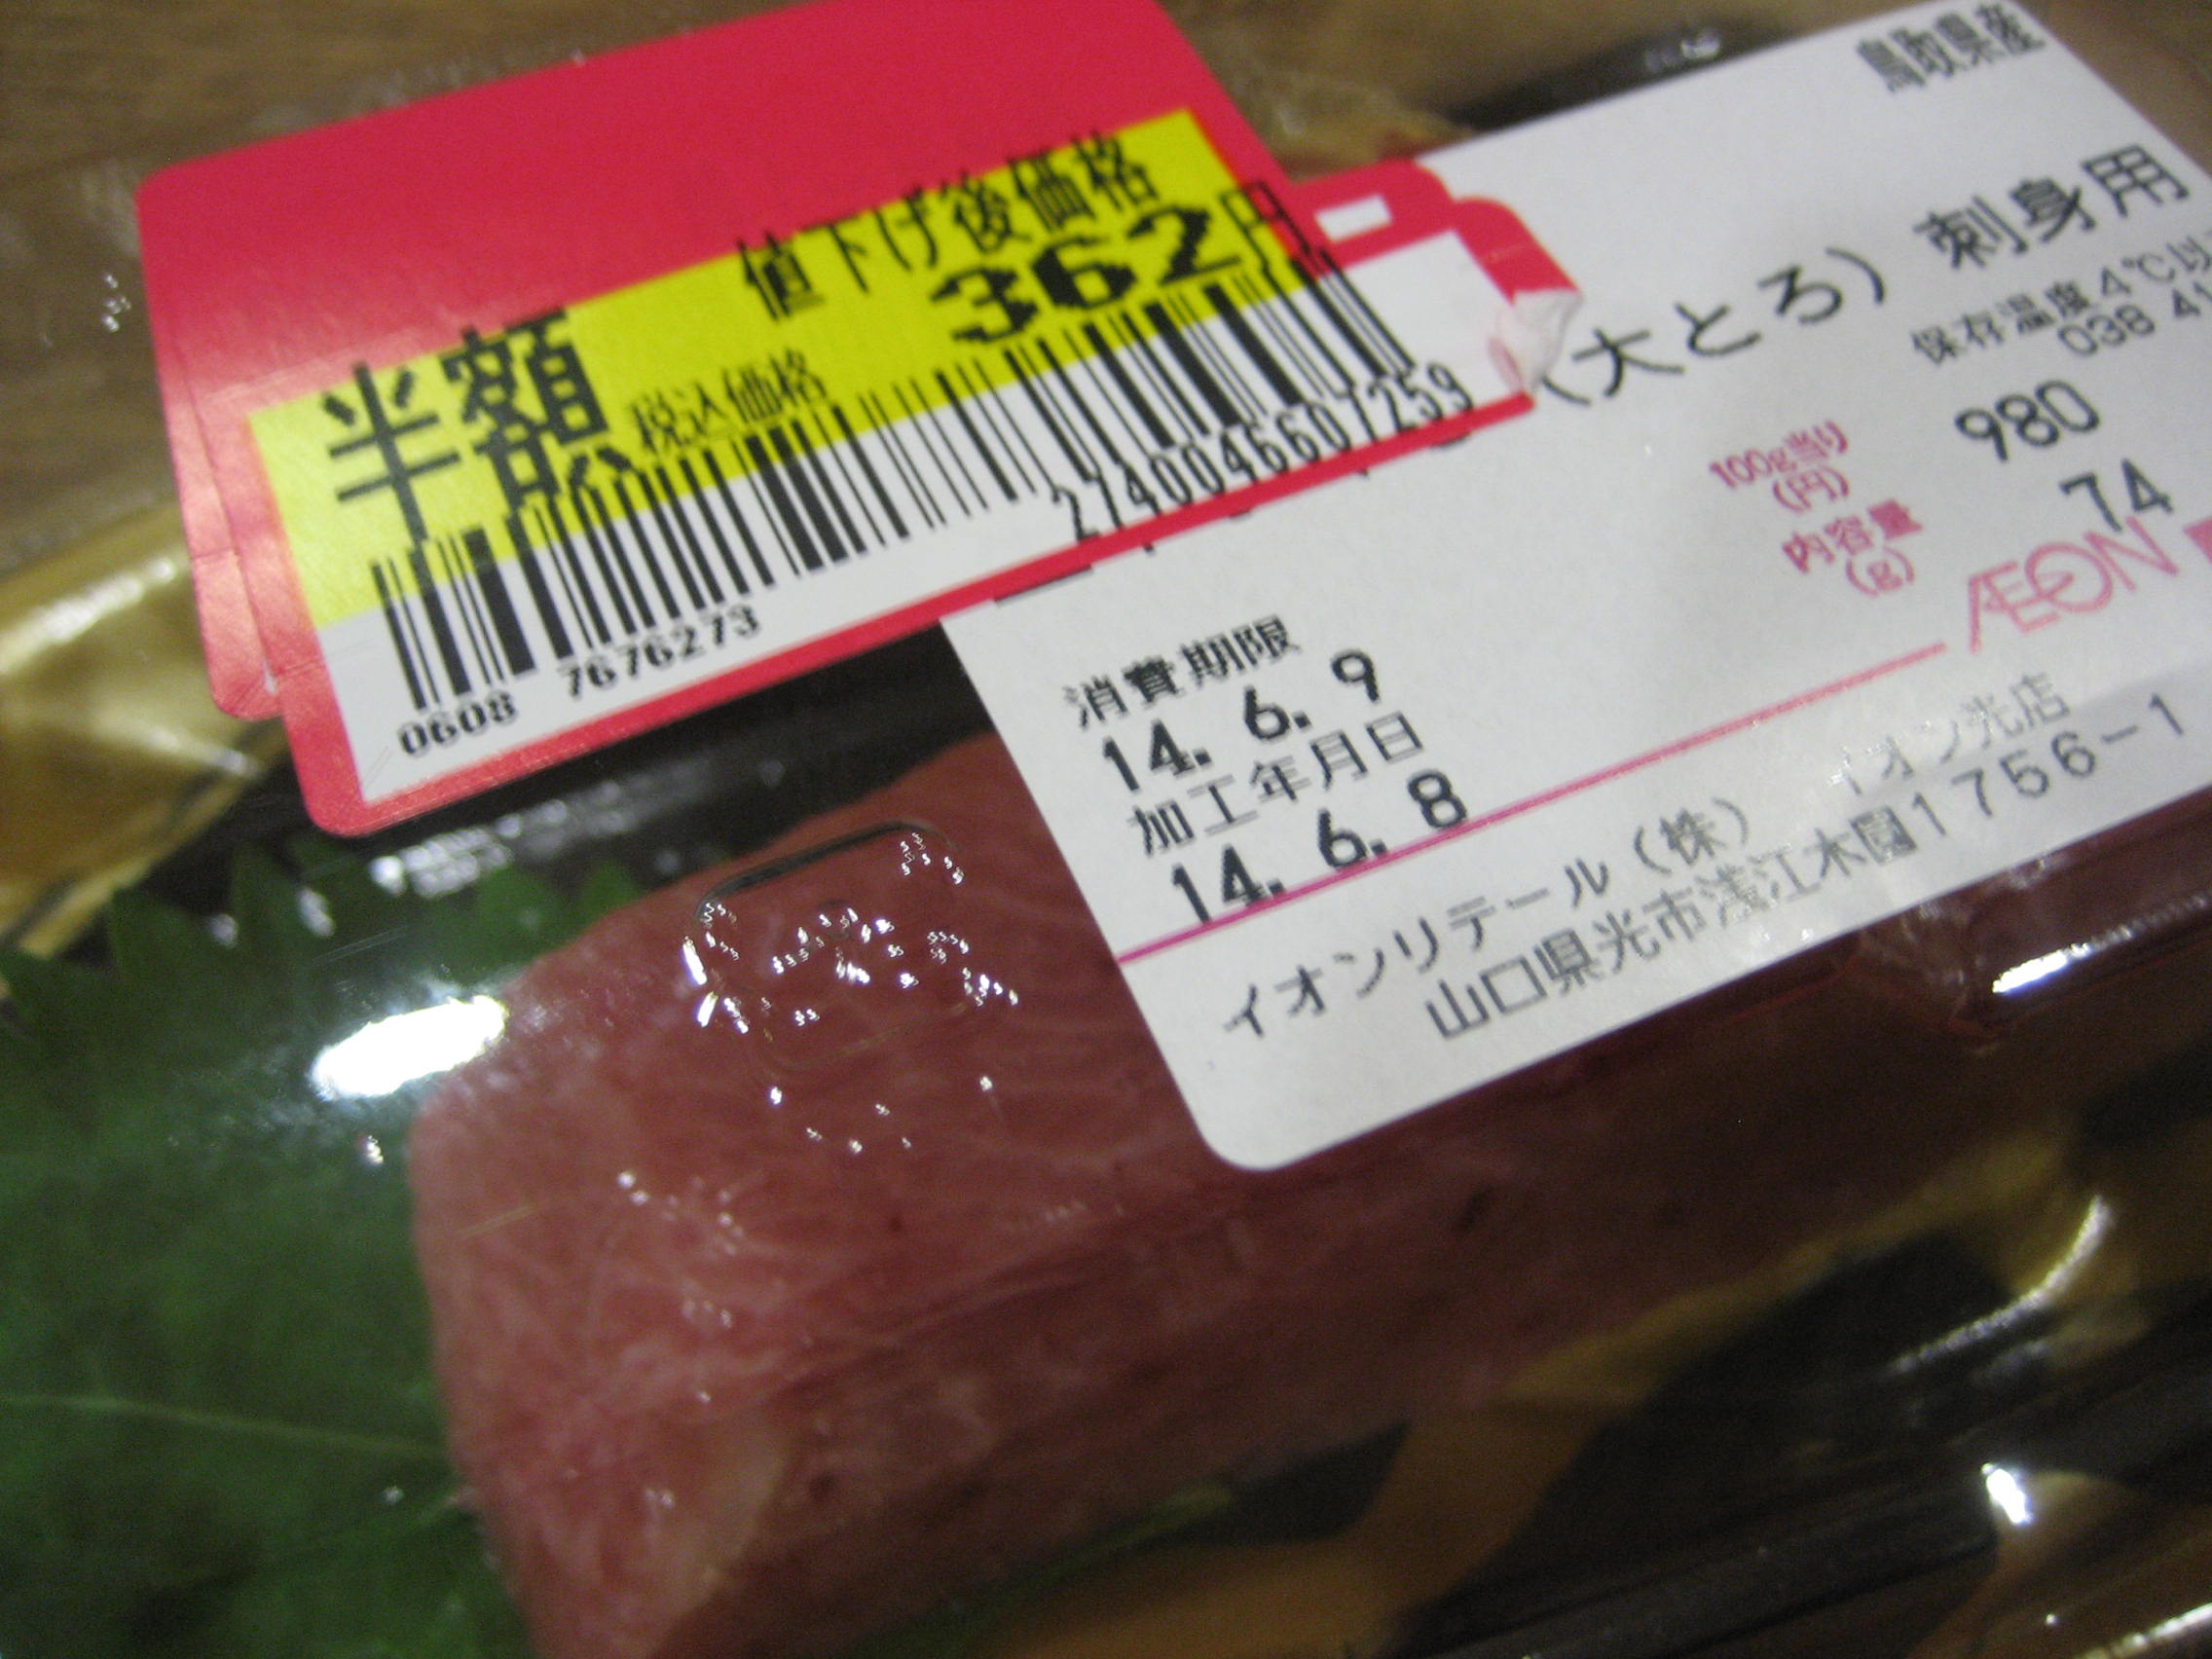 鳥取県産
(大とろ) 刺身用
保存温度4℃以
038 4
値下げ後価格
362円
半額
税込価格
2740046607259
0608 7676273
100g当り
(円)
980
内容量
(g)
74
ÆON
消費期限
14. 6. 9
加工年月日
14. 6. 8
イオンリテール(株) イオン光店
山口県光市浅江木園1756-1